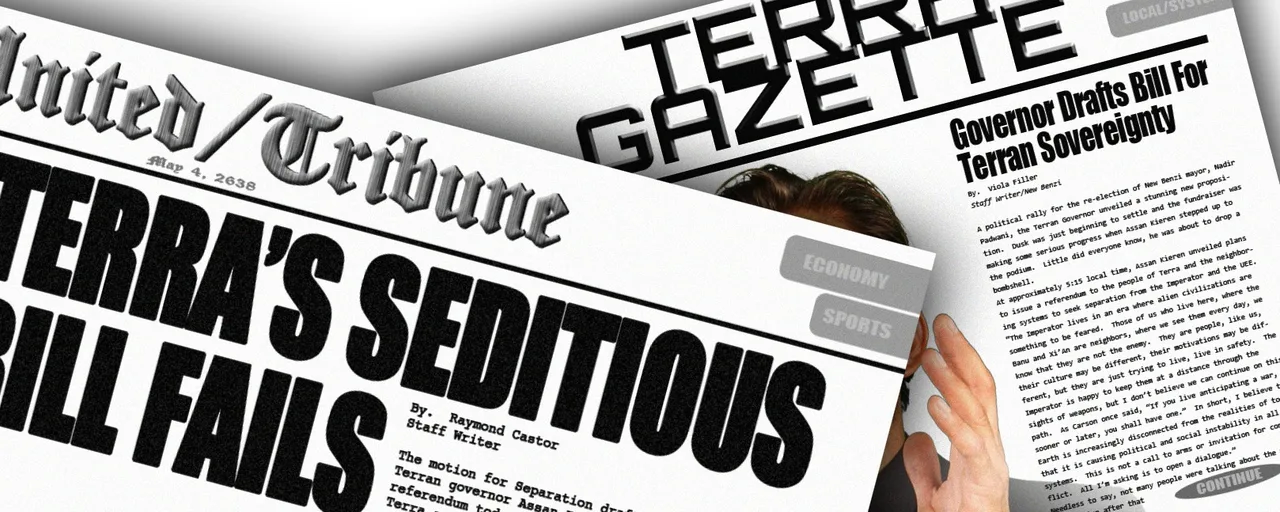 United/Tribune
May 4, 2638
TERRA'S SEDITIOUS
BILL FAILS
ECONOMY
SPORTS
By. Raymond Castor
Staff Writer
The motion for Separation
Terran governor Assan
referendum
Terra
TERRA
GAZETTE
Governor Drafts Bill For
Terran Sovereignty
By. Viola Filler
Staff Writer/New Benzi
A political rally for the re-election of New Benzi mayor, Nadir
Padwani, the Terran Governor unveiled a stunning new proposi-
tion. Dusk was just beginning to settle and the fundraiser was
making some serious progress when Assan Kieren stepped up to
the podium. Little did everyone know, he was about to drop a
bombshell.
At approximately 5:15 local time, Assan Kieren unveiled plans
to issue a referendum to the people of Terra and the neighbor-
ing systems to seek separation from the Imperator and the UEE.
"The Imperator lives in an era where alien civilizations are
something to be feared. Those of us who live here, where the
Banu and Xi'An are neighbors, where we see them every day, we
know that they are not the enemy. They are people, like us,
their culture may be different, their motivations may be dif-
ferent, but they are just trying to live, live in safety. The
Imperator is happy to keep them at a distance through the
sights of weapons, but I don't believe we can continue on this
path. As Carson once said, "If you live anticipating a war,
sooner or later, you shall have one." In short, I believe
Earth is increasingly disconnected from the realities of
that it is causing political and social instability in all
systems. This is not a call to arms or invitation for
flict. All I'm asking is to open a dialogue."
Needless to say, not many people were talking about the
after that
CONTINUE